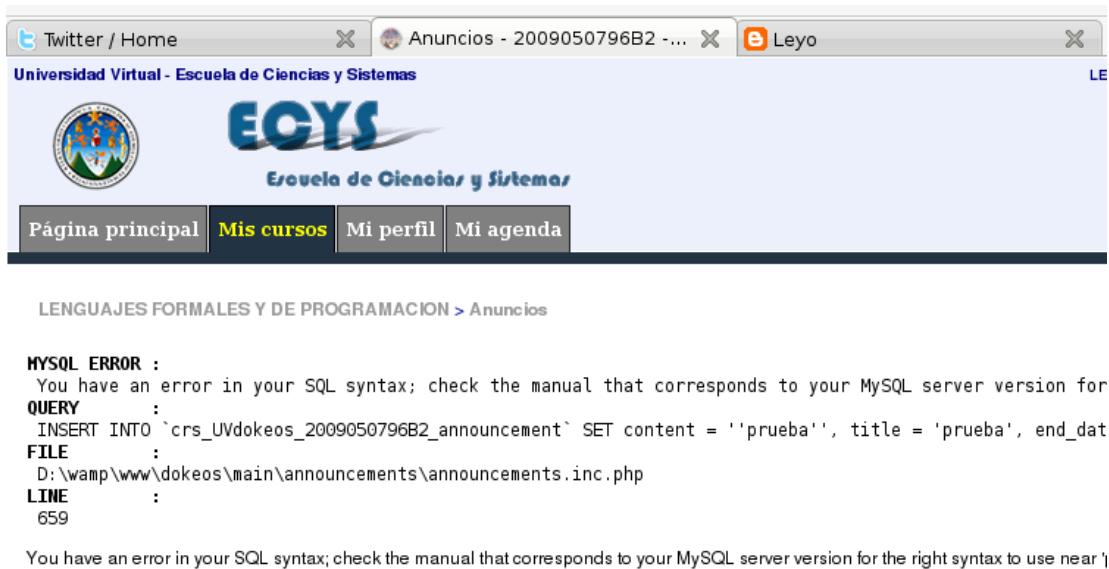 Twitter / Home
Anuncios - 2009050796B2 -...
Leyo
Universidad Virtual - Escuela de Ciencias y Sistemas
LE
ECYS
Escuela de Ciencias y Sistemas
Página principal
Mis cursos
Mi perfil
Mi agenda
LENGUAJES FORMALES Y DE PROGRAMACION > Anuncios
MYSQL ERROR :
You have an error in your SQL syntax; check the manual that corresponds to your MySQL server version for
QUERY :
INSERT INTO `crs_UVdokeos_2009050796B2_announcement` SET content = ''prueba'', title = 'prueba', end_dat
FILE :
D:\wamp\www\dokeos\main\announcements\announcements.inc.php
LINE :
659
You have an error in your SQL syntax; check the manual that corresponds to your MySQL server version for the right syntax to use near 'p